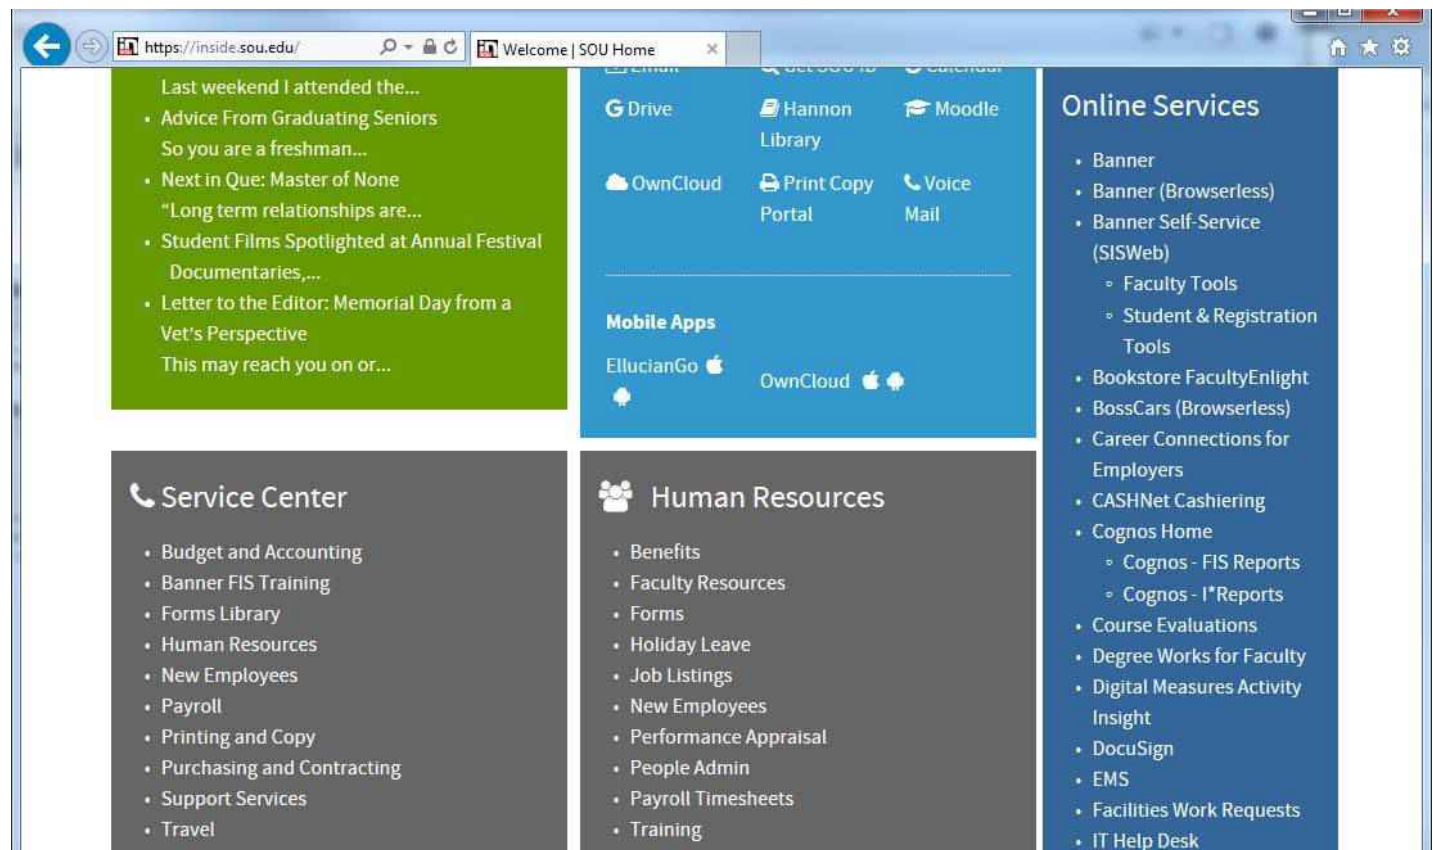 https://inside.sou.edu/
Welcome | SOU Home
Last weekend I attended the...
• Advice From Graduating Seniors
So you are a freshman...
• Next in Que: Master of None
“Long term relationships are...
• Student Films Spotlighted at Annual Festival
Documentaries,...
• Letter to the Editor: Memorial Day from a
Vet's Perspective
This may reach you on or...
Email Get SOU ID Calendar
Drive Hannon Moodle
Library
OwnCloud Print Copy Voice
Portal Mail
Mobile Apps
EllucianGo
OwnCloud
Service Center
• Budget and Accounting
• Banner FIS Training
• Forms Library
• Human Resources
• New Employees
• Payroll
• Printing and Copy
• Purchasing and Contracting
• Support Services
• Travel
Human Resources
• Benefits
• Faculty Resources
• Forms
• Holiday Leave
• Job Listings
• New Employees
• Performance Appraisal
• People Admin
• Payroll Timesheets
• Training
Online Services
• Banner
• Banner (Browserless)
• Banner Self-Service
(SISWeb)
◦ Faculty Tools
◦ Student & Registration
Tools
• Bookstore FacultyEnlight
• BossCars (Browserless)
• Career Connections for
Employers
• CASHNet Cashiering
• Cognos Home
◦ Cognos - FIS Reports
◦ Cognos - I*Reports
• Course Evaluations
• Degree Works for Faculty
• Digital Measures Activity
Insight
• DocuSign
• EMS
• Facilities Work Requests
• IT Help Desk